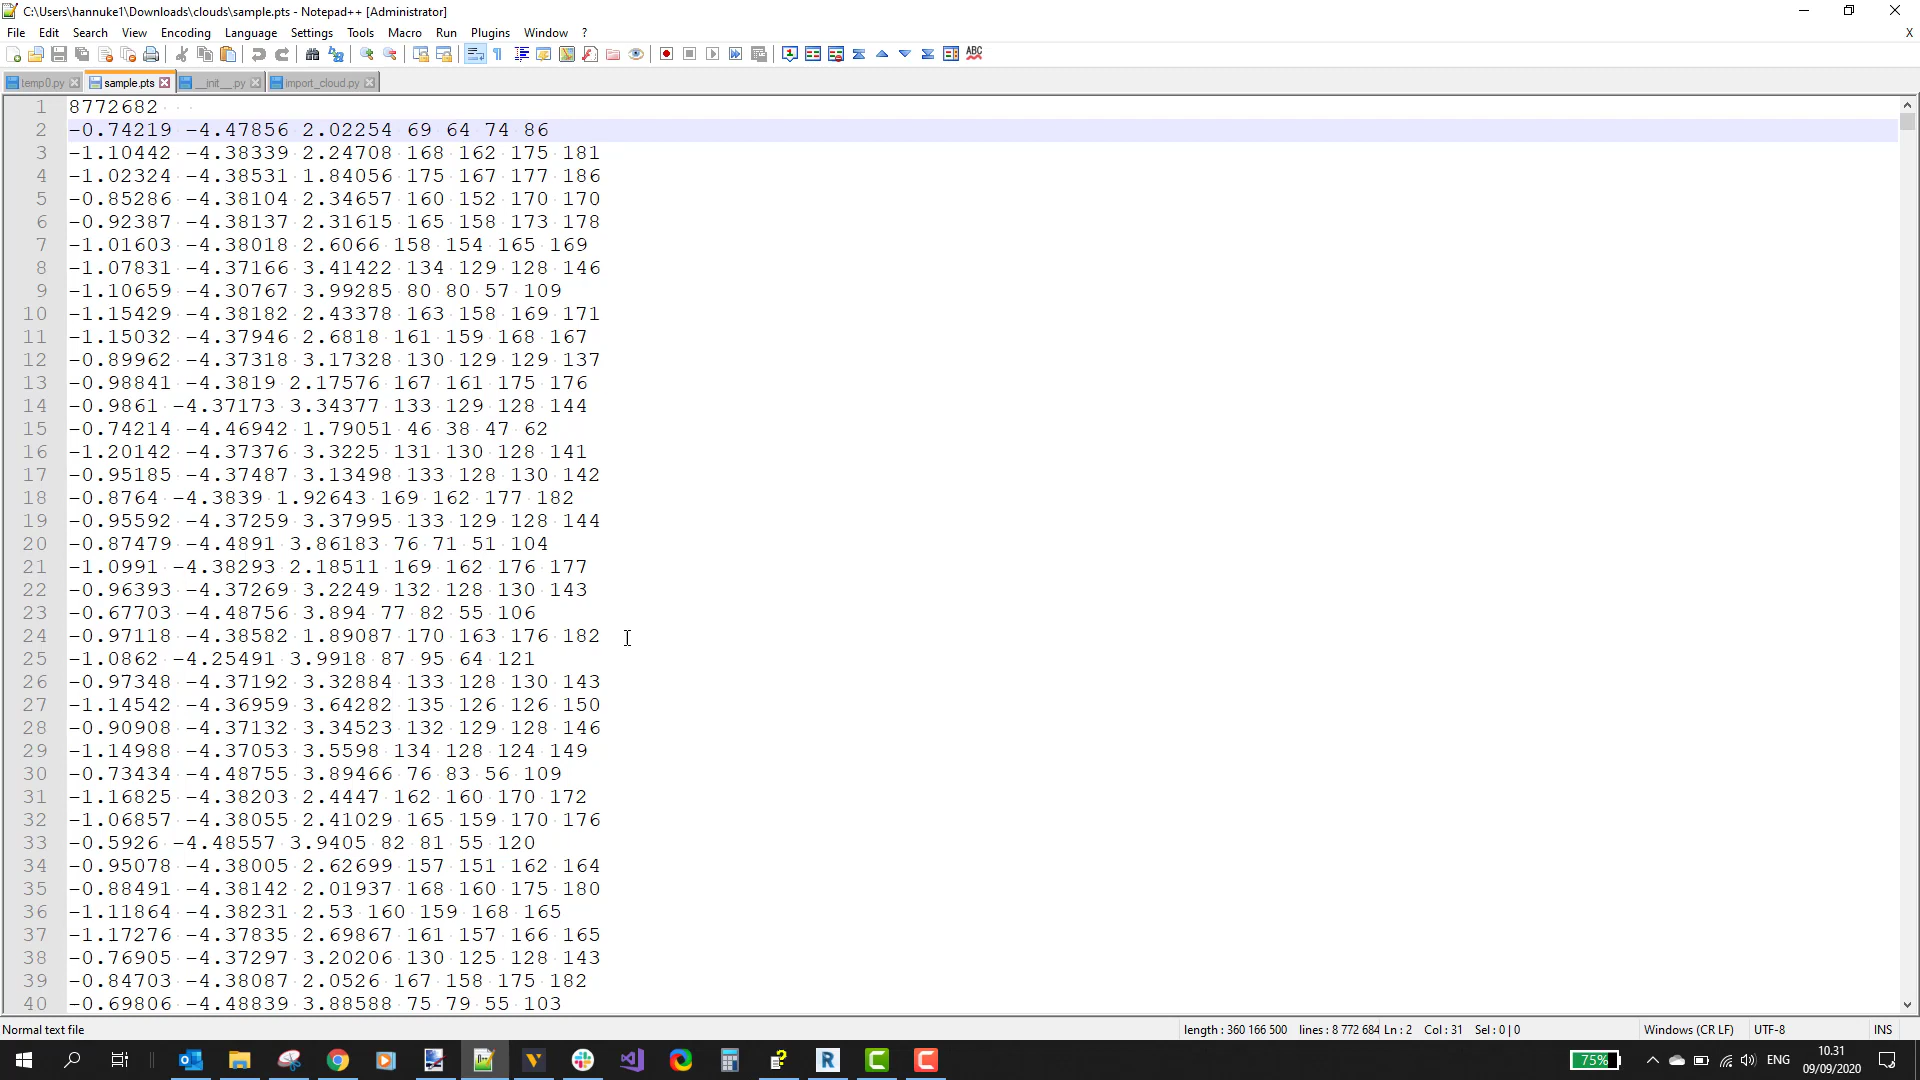 C:\Users\hannuke1\Downloads\clouds\sample.pts - Notepad++ [Administrator]
File Edit Search View Encoding Language Settings Tools Macro Run Plugins Window ? X
temp0.py sample.pts __init__.py import_cloud.py
1 8772682
2 -0.74219 -4.47856 2.02254 69 64 74 86
3 -1.10442 -4.38339 2.24708 168 162 175 181
4 -1.02324 -4.38531 1.84056 175 167 177 186
5 -0.85286 -4.38104 2.34657 160 152 170 170
6 -0.92387 -4.38137 2.31615 165 158 173 178
7 -1.01603 -4.38018 2.6066 158 154 165 169
8 -1.07831 -4.37166 3.41422 134 129 128 146
9 -1.10659 -4.30767 3.99285 80 80 57 109
10 -1.15429 -4.38182 2.43378 163 158 169 171
11 -1.15032 -4.37946 2.6818 161 159 168 167
12 -0.89962 -4.37318 3.17328 130 129 129 137
13 -0.98841 -4.3819 2.17576 167 161 175 176
14 -0.9861 -4.37173 3.34377 133 129 128 144
15 -0.74214 -4.46942 1.79051 46 38 47 62
16 -1.20142 -4.37376 3.3225 131 130 128 141
17 -0.95185 -4.37487 3.13498 133 128 130 142
18 -0.8764 -4.3839 1.92643 169 162 177 182
19 -0.95592 -4.37259 3.37995 133 129 128 144
20 -0.87479 -4.4891 3.86183 76 71 51 104
21 -1.0991 -4.38293 2.18511 169 162 176 177
22 -0.96393 -4.37269 3.2249 132 128 130 143
23 -0.67703 -4.48756 3.894 77 82 55 106
24 -0.97118 -4.38582 1.89087 170 163 176 182
25 -1.0862 -4.25491 3.9918 87 95 64 121
26 -0.97348 -4.37192 3.32884 133 128 130 143
27 -1.14542 -4.36959 3.64282 135 126 126 150
28 -0.90908 -4.37132 3.34523 132 129 128 146
29 -1.14988 -4.37053 3.5598 134 128 124 149
30 -0.73434 -4.48755 3.89466 76 83 56 109
31 -1.16825 -4.38203 2.4447 162 160 170 172
32 -1.06857 -4.38055 2.41029 165 159 170 176
33 -0.5926 -4.48557 3.9405 82 81 55 120
34 -0.95078 -4.38005 2.62699 157 151 162 164
35 -0.88491 -4.38142 2.01937 168 160 175 180
36 -1.11864 -4.38231 2.53 160 159 168 165
37 -1.17276 -4.37835 2.69867 161 157 166 165
38 -0.76905 -4.37297 3.20206 130 125 128 143
39 -0.84703 -4.38087 2.0526 167 158 175 182
40 -0.69806 -4.48839 3.88588 75 79 55 103
Normal text file length : 360 166 500 lines : 8 772 684 Ln : 2 Col : 31 Sel : 0 | 0 Windows (CR LF) UTF-8 INS
75% ENG 10.31
09/09/2020